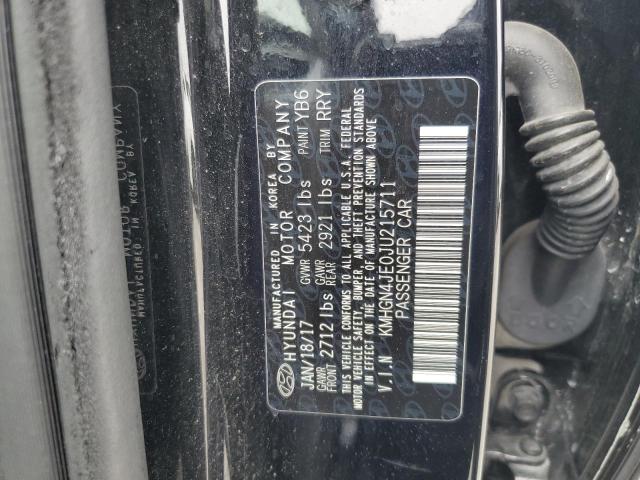 MANUFACTURED IN KOREA BY
HYUNDAI MOTOR COMPANY
JAN/18/17 GVWR 5423 lbs PAINT YB6
GAWR FRONT 2712 lbs GAWR REAR 2921 lbs TRIM RRY
THIS VEHICLE CONFORMS TO ALL APPLICABLE U.S.A. FEDERAL
MOTOR VEHICLE SAFETY, BUMPER, AND THEFT PREVENTION STANDARDS
IN EFFECT ON THE DATE OF MANUFACTURE SHOWN ABOVE
V.I.N KMHGN4JE0JU215711
PASSENGER CAR